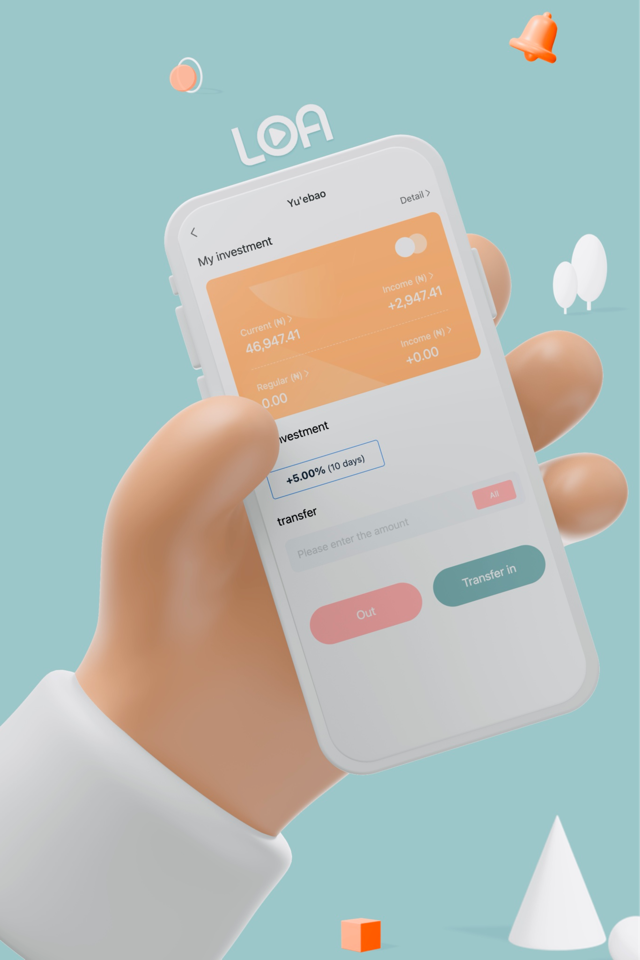 LOA
Yu'ebao
Detail >
My investment
Current (₦) >
46,947.41
Income (₦) >
+2,947.41
Regular (₦) >
0.00
Income (₦) >
+0.00
nvestment
+5.00% (10 days)
transfer
Please enter the amount
All
Out
Transfer in